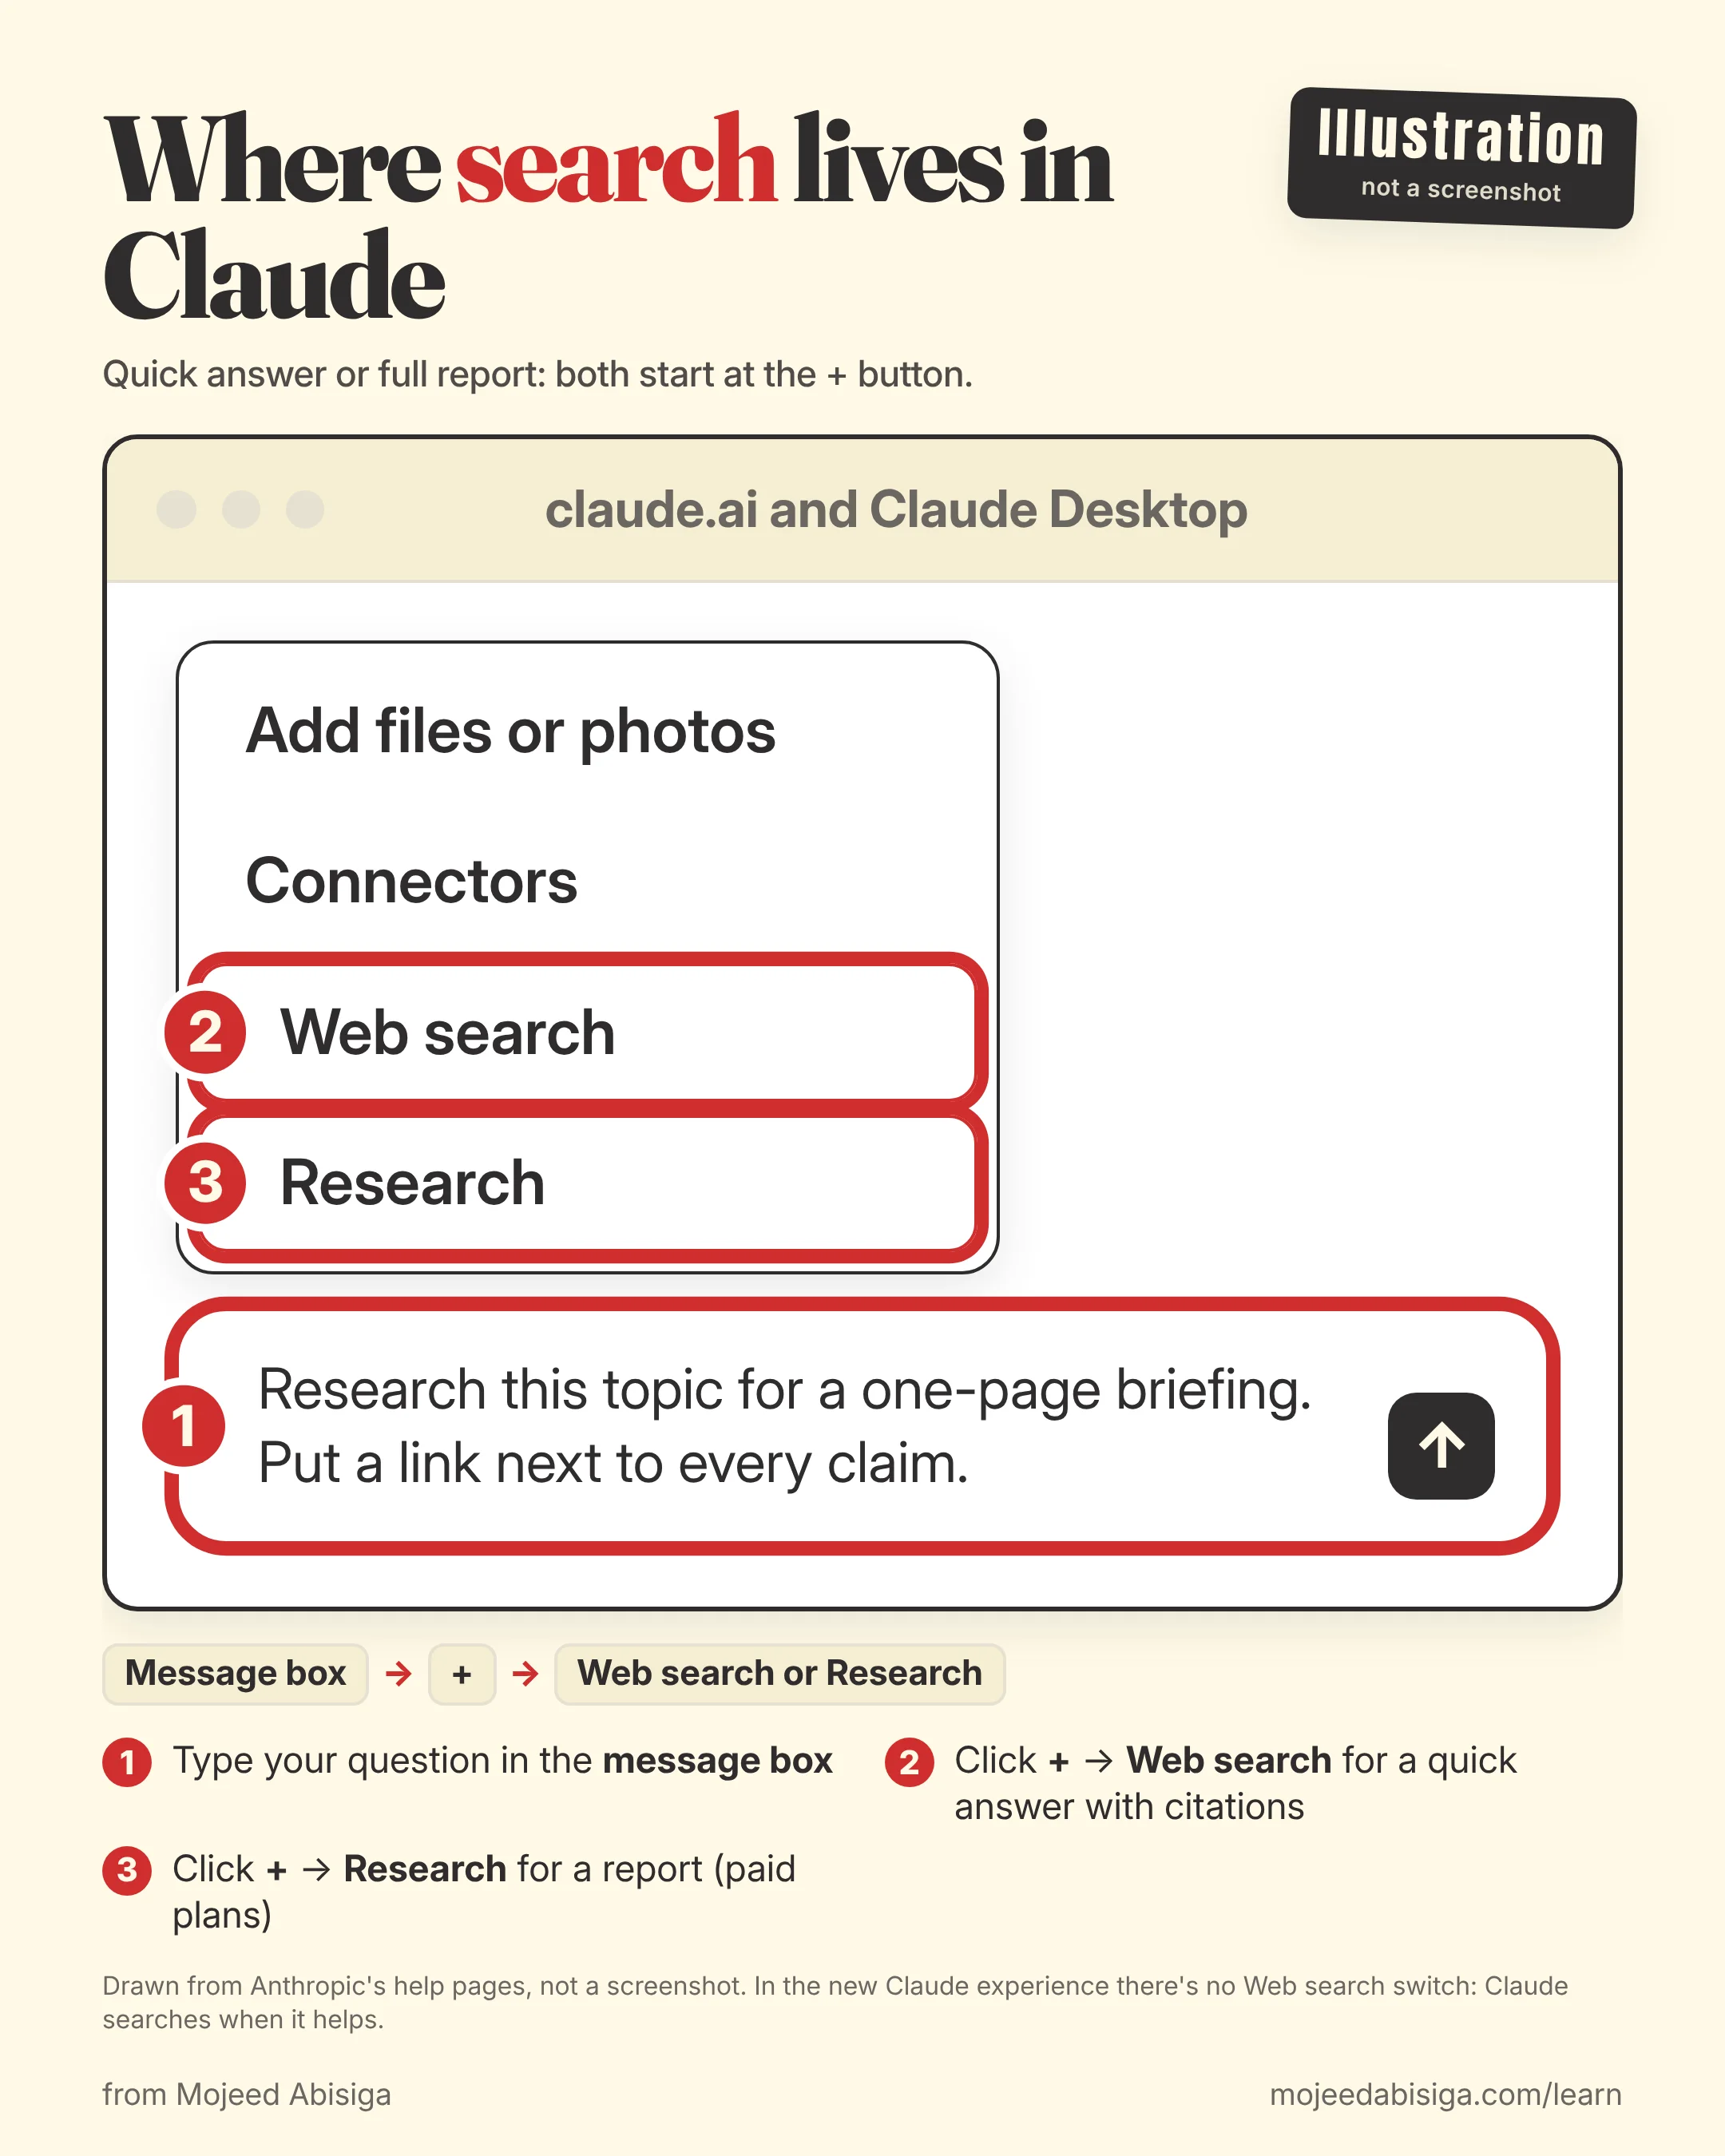 Where search lives in
Claude
Illustration
not a screenshot
Quick answer or full report: both start at the + button.
claude.ai and Claude Desktop
Add files or photos
Connectors
2 Web search
3 Research
1 Research this topic for a one-page briefing.
Put a link next to every claim.
Message box → + → Web search or Research
1 Type your question in the message box
2 Click + → Web search for a quick
answer with citations
3 Click + → Research for a report (paid
plans)
Drawn from Anthropic's help pages, not a screenshot. In the new Claude experience there's no Web search switch: Claude
searches when it helps.
from Mojeed Abisiga
mojeedabisiga.com/learn